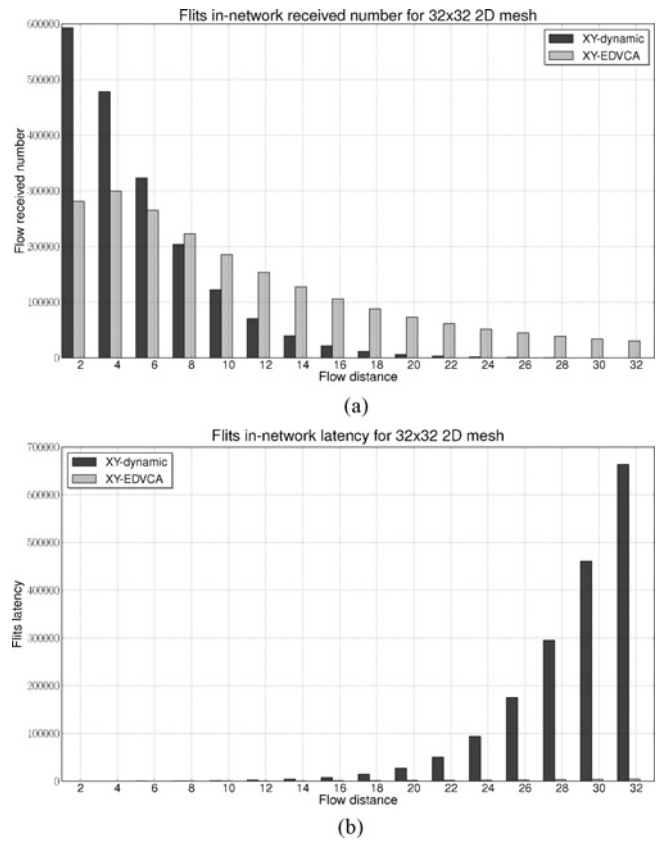 Flits in-network received number for 32x32 2D mesh
600000
500000
400000
300000
200000
100000
0
Flow received number
XY-dynamic
XY-EDVCA
2 4 6 8 10 12 14 16 18 20 22 24 26 28 30 32
Flow distance
(a)
Flits in-network latency for 32x32 2D mesh
700000
600000
500000
400000
300000
200000
100000
0
Flits latency
XY-dynamic
XY-EDVCA
2 4 6 8 10 12 14 16 18 20 22 24 26 28 30 32
Flow distance
(b)